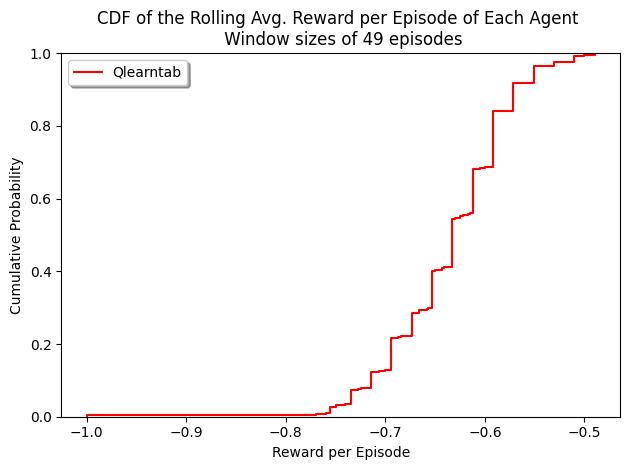 CDF of the Rolling Avg. Reward per Episode of Each Agent
Window sizes of 49 episodes
Qlearntab
Cumulative Probability
1.0
0.8
0.6
0.4
0.2
0.0
−1.0
−0.9
−0.8
−0.7
−0.6
−0.5
Reward per Episode